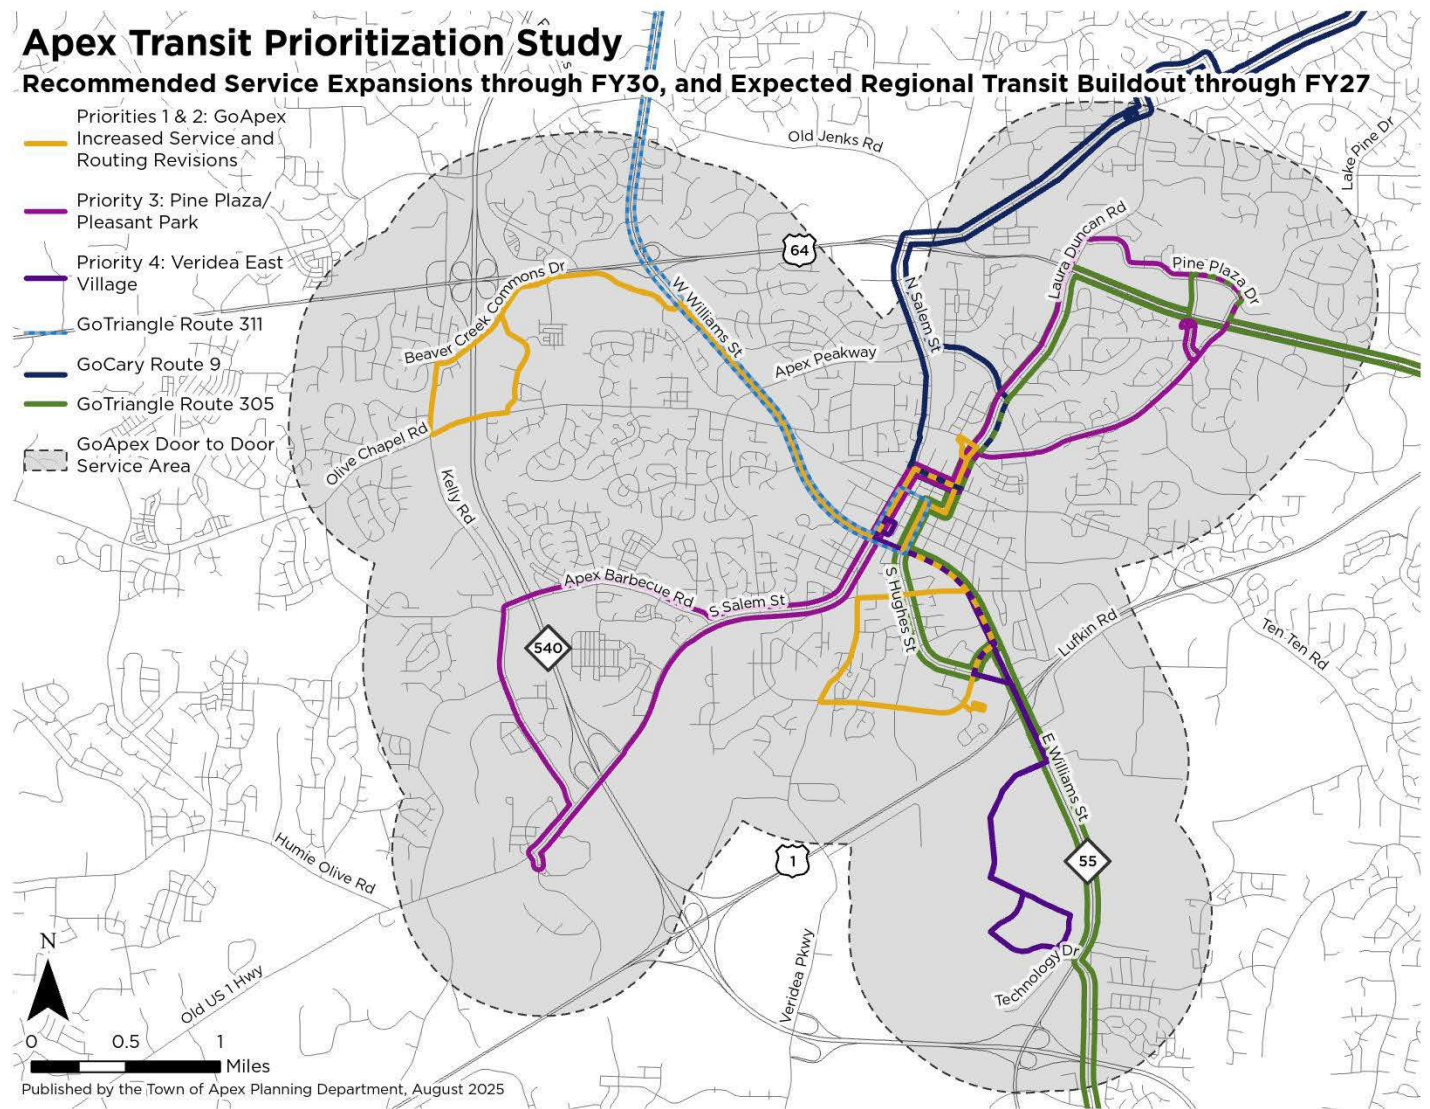 Apex Transit Prioritization Study
Recommended Service Expansions through FY30, and Expected Regional Transit Buildout through FY27
Priorities 1 & 2: GoApex
Increased Service and
Routing Revisions
Priority 3: Pine Plaza/
Pleasant Park
Priority 4: Veridea East
Village
GoTriangle Route 311
GoCary Route 9
GoTriangle Route 305
GoApex Door to Door
Service Area
Old Jenks Rd
Lake Pine Dr
64
Laura Duncan Rd
Pine Plaza Dr
Beaver Creek Commons Dr
W Williams St
N Salem St
Apex Peakway
Olive Chapel Rd
Kelly Rd
Apex Barbecue Rd
S Salem St
S Hughes St
540
Lufkin Rd
Ten Ten Rd
E Williams St
55
1
Humie Olive Rd
Old US 1 Hwy
Veridea Pkwy
Technology Dr
N
0 0.5 1
Miles
Published by the Town of Apex Planning Department, August 2025